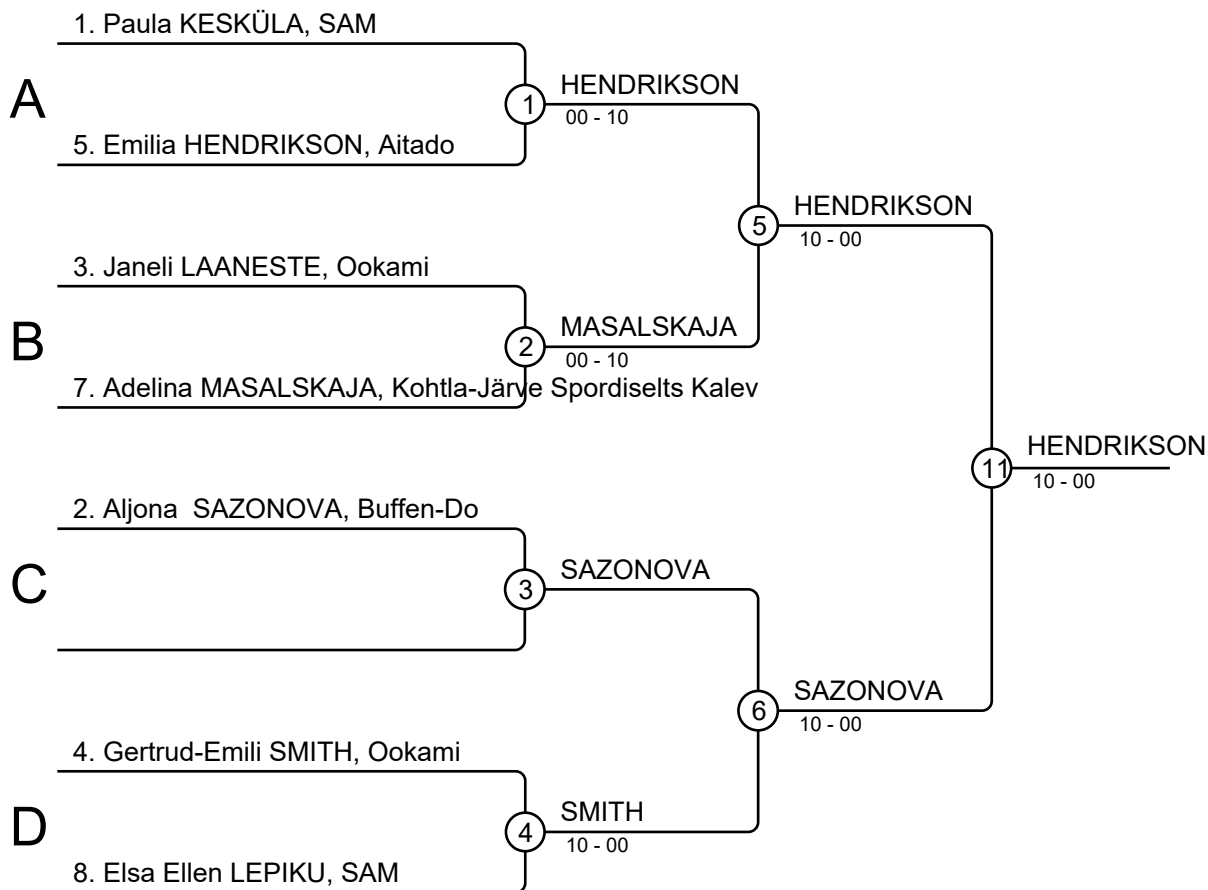 1. Paula KESKÜLA, SAM
A
1
HENDRIKSON
00 - 10
5. Emilia HENDRIKSON, Aitado
5
HENDRIKSON
10 - 00
3. Janeli LAANESTE, Ookami
B
2
MASALSKAJA
00 - 10
7. Adelina MASALSKAJA, Kohtla-Järve Spordiselts Kalev
11
HENDRIKSON
10 - 00
2. Aljona  SAZONOVA, Buffen-Do
C
3
SAZONOVA
6
SAZONOVA
10 - 00
4. Gertrud-Emili SMITH, Ookami
D
4
SMITH
10 - 00
8. Elsa Ellen LEPIKU, SAM